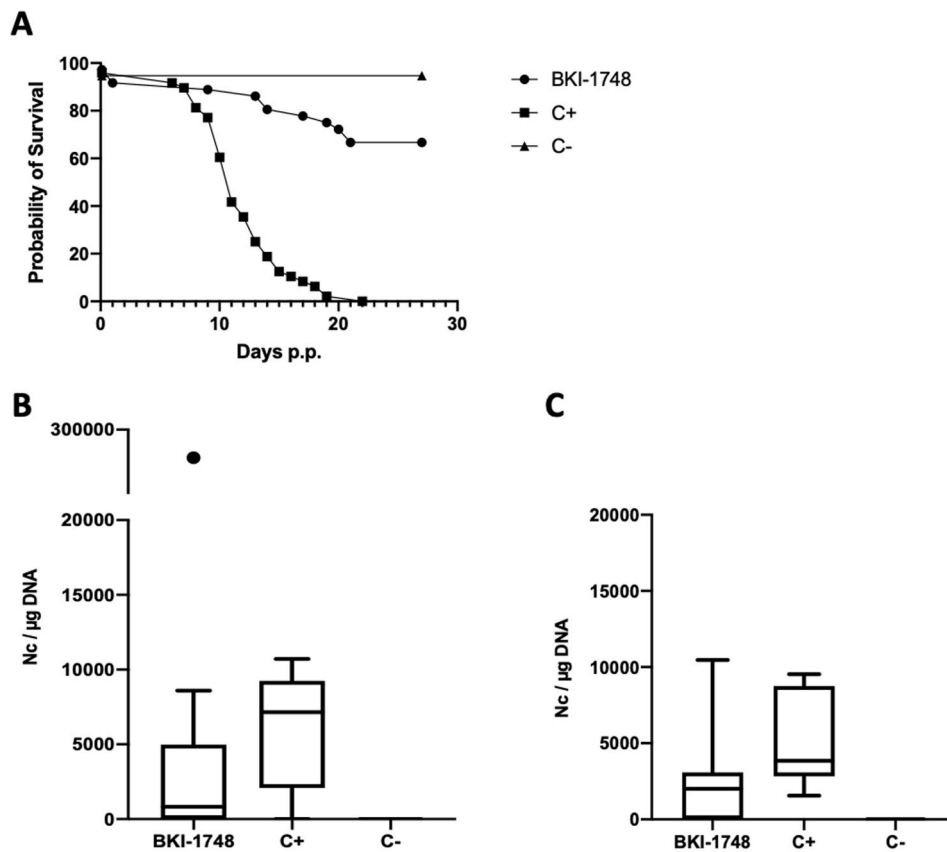 A
Probability of Survival
100
80
60
40
20
0
0 10 20 30
Days p.p.
BKI-1748
C+
C-
B
Nc / µg DNA
300000
20000
15000
10000
5000
0
BKI-1748 C+ C-
C
Nc / µg DNA
20000
15000
10000
5000
0
BKI-1748 C+ C-